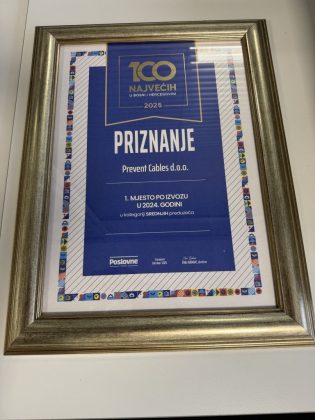 100
NAJVEĆIH
U BOSNI I HERCEGOVINI
2025
PRIZNANJE
Prevent Cables d.o.o.
1. MJESTO PO IZVOZU
U 2024. GODINI
u kategoriji SREDNJIH preduzeća
Poslovne